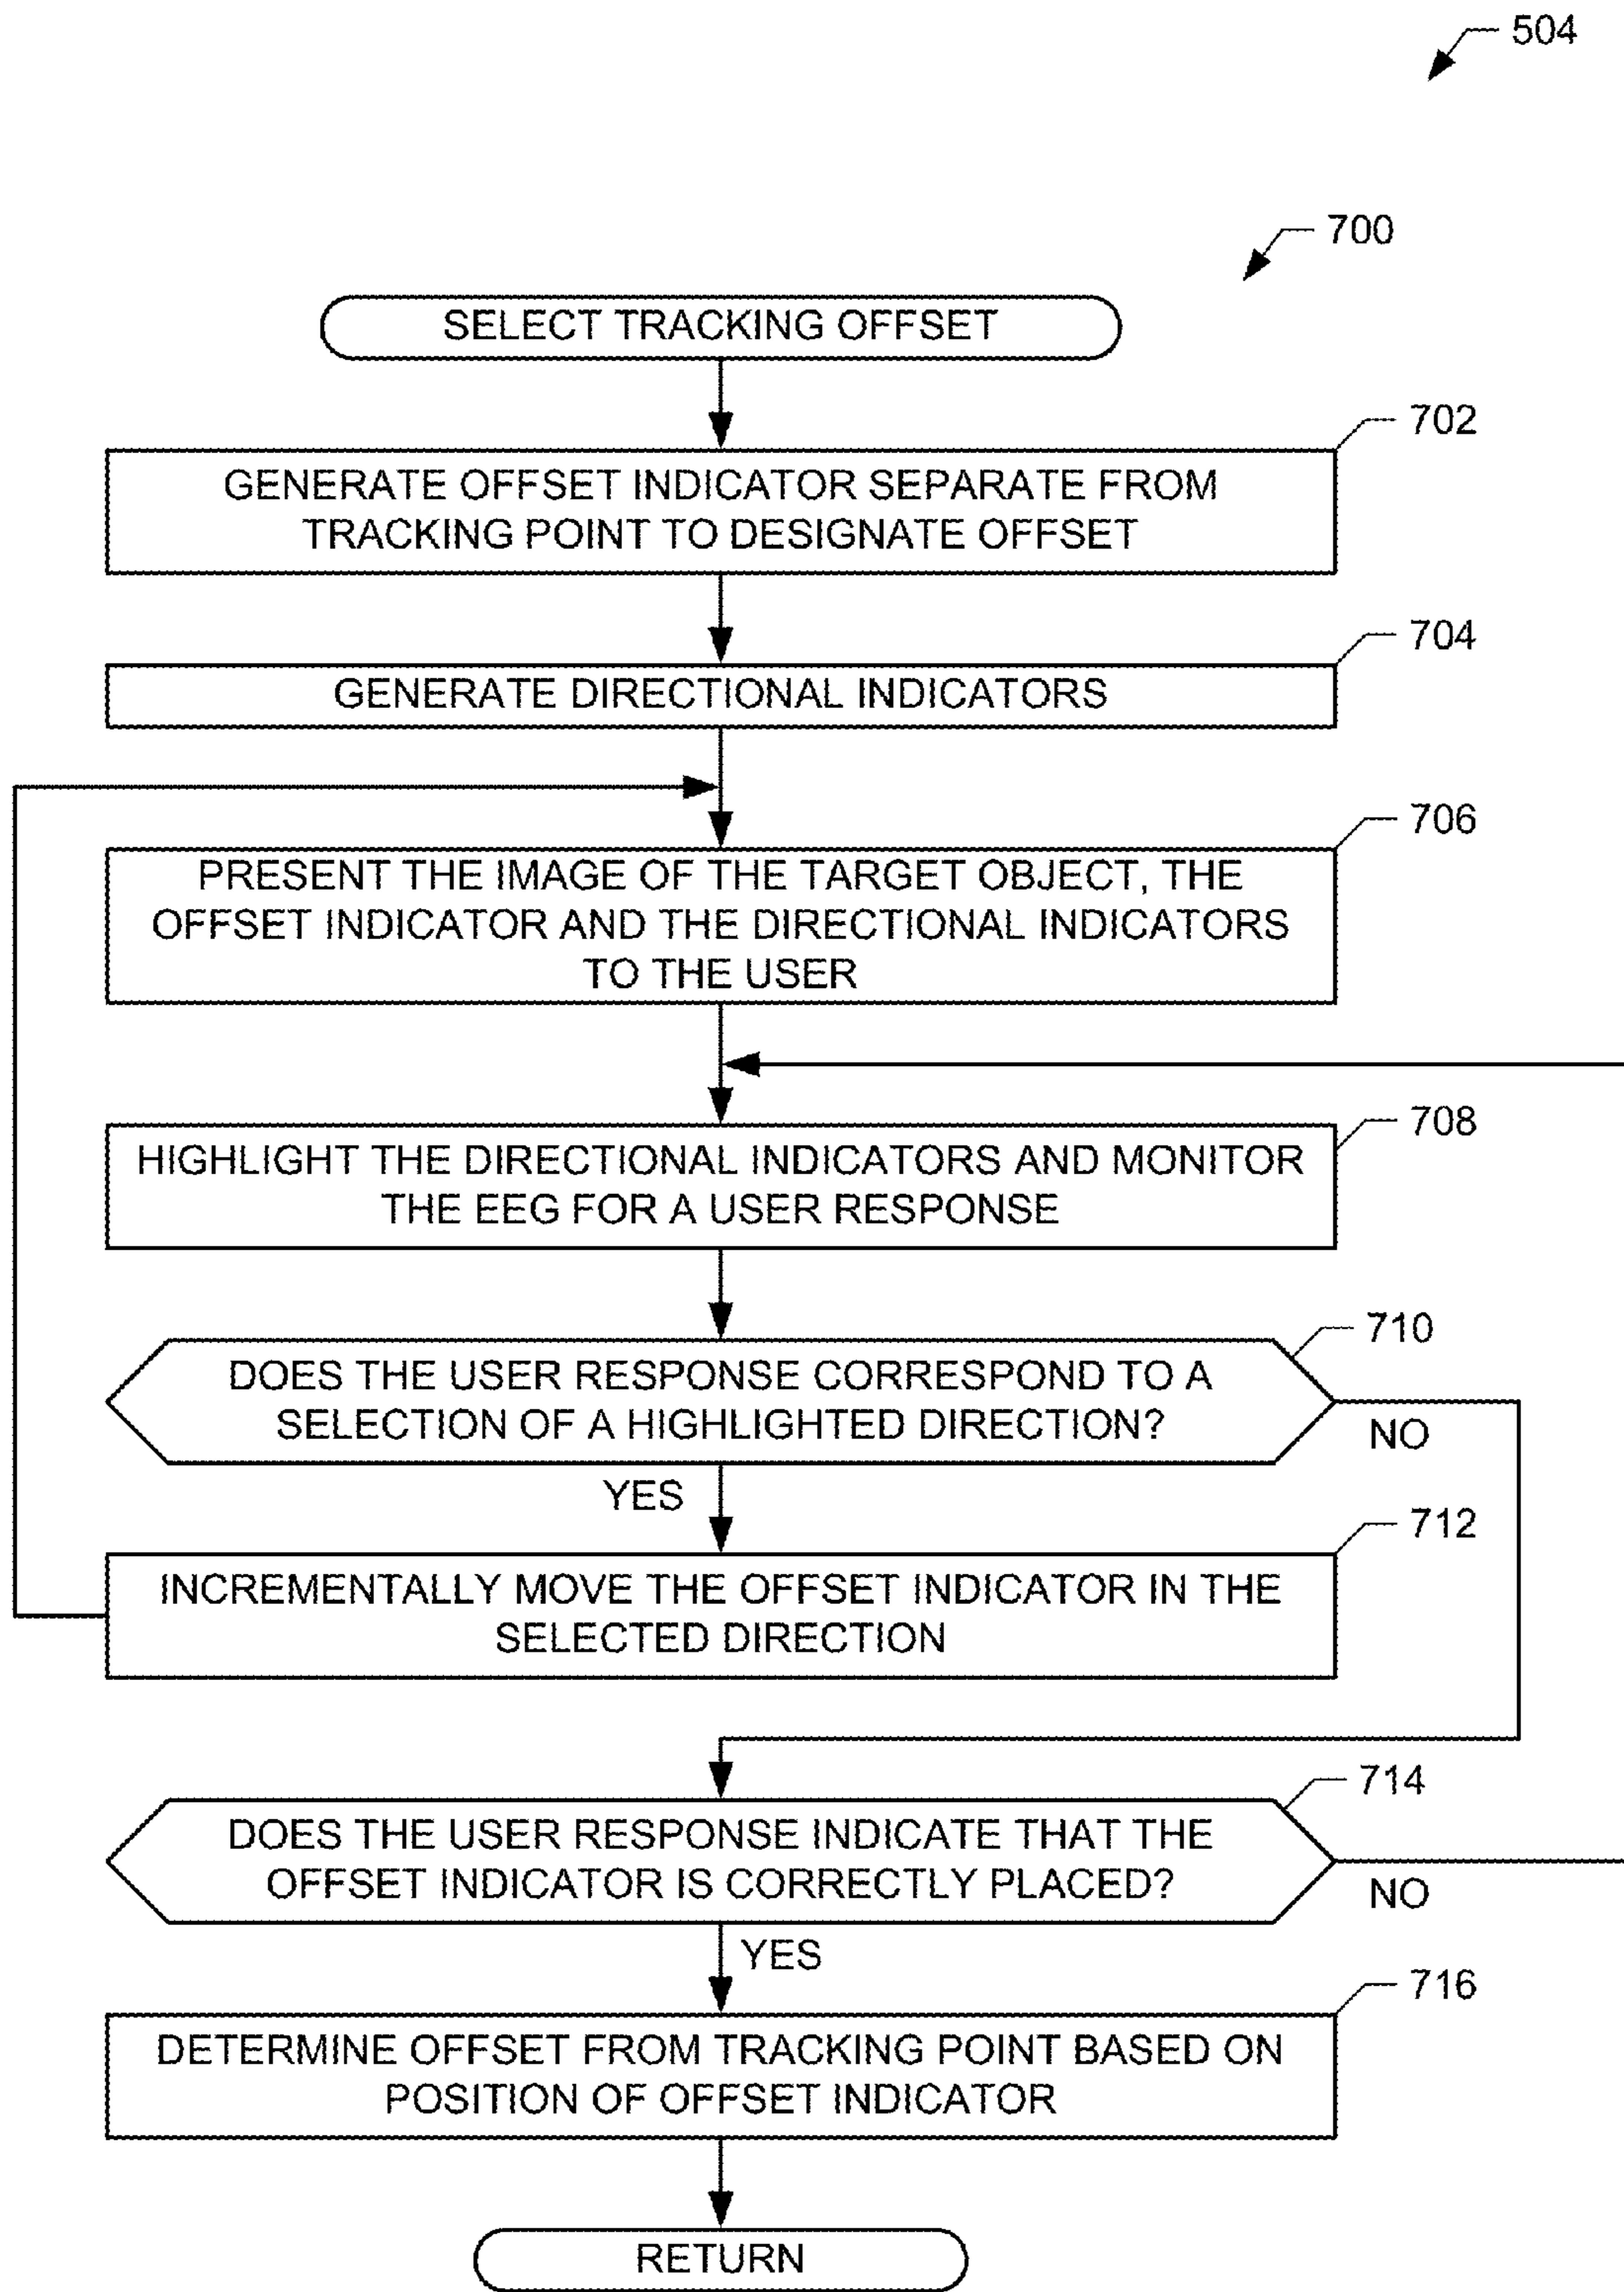 504
700
SELECT TRACKING OFFSET
702
GENERATE OFFSET INDICATOR SEPARATE FROM
TRACKING POINT TO DESIGNATE OFFSET
704
GENERATE DIRECTIONAL INDICATORS
706
PRESENT THE IMAGE OF THE TARGET OBJECT, THE
OFFSET INDICATOR AND THE DIRECTIONAL INDICATORS
TO THE USER
708
HIGHLIGHT THE DIRECTIONAL INDICATORS AND MONITOR
THE EEG FOR A USER RESPONSE
710
DOES THE USER RESPONSE CORRESPOND TO A
SELECTION OF A HIGHLIGHTED DIRECTION?
NO
YES
712
INCREMENTALLY MOVE THE OFFSET INDICATOR IN THE
SELECTED DIRECTION
714
DOES THE USER RESPONSE INDICATE THAT THE
OFFSET INDICATOR IS CORRECTLY PLACED?
NO
YES
716
DETERMINE OFFSET FROM TRACKING POINT BASED ON
POSITION OF OFFSET INDICATOR
RETURN